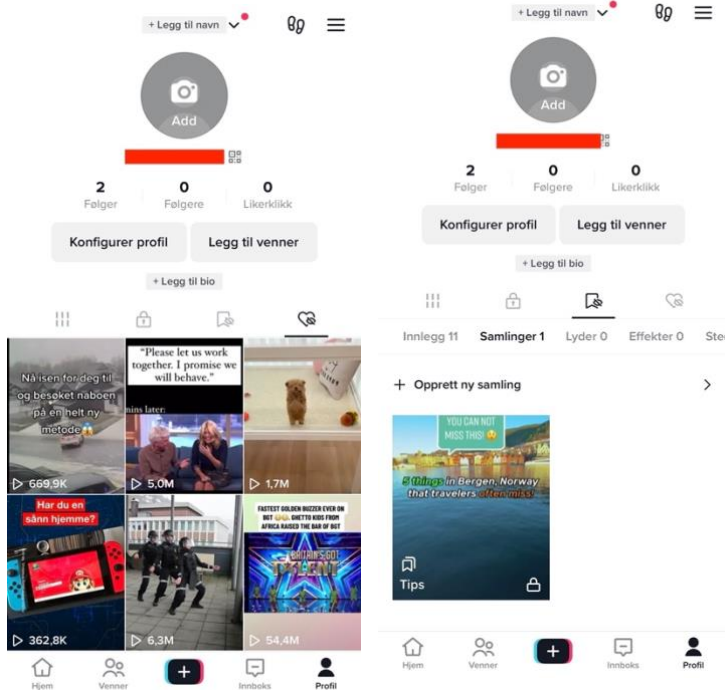 + Legg til navn
Add
2
0
0
Følger
Følgere
Likerklikk
Konfigurer profil
Legg til venner
+ Legg til bio
Nå isen for deg til
og besøket naboen
på en helt ny
metode😱
669,9K
"Please let us work
together. I promise we
will behave."
mins later:
5,0M
1,7M
Har du en
sånn hjemme?
362,8K
6,3M
FASTEST GOLDEN BUZZER EVER ON
BGT 😳😳. GHETTO KIDS FROM
AFRICA RAISED THE BAR OF BGT
BRITAIN'S GOT
TALENT
54,4M
Hjem
Venner
Innboks
Profil
+ Legg til navn
Add
2
0
0
Følger
Følgere
Likerklikk
Konfigurer profil
Legg til venner
+ Legg til bio
Innlegg 11
Samlinger 1
Lyder 0
Effekter 0
Ste
+ Opprett ny samling
YOU CAN NOT
MISS THIS! 😲
5 things in Bergen, Norway
that travelers often miss!
Tips
Hjem
Venner
Innboks
Profil